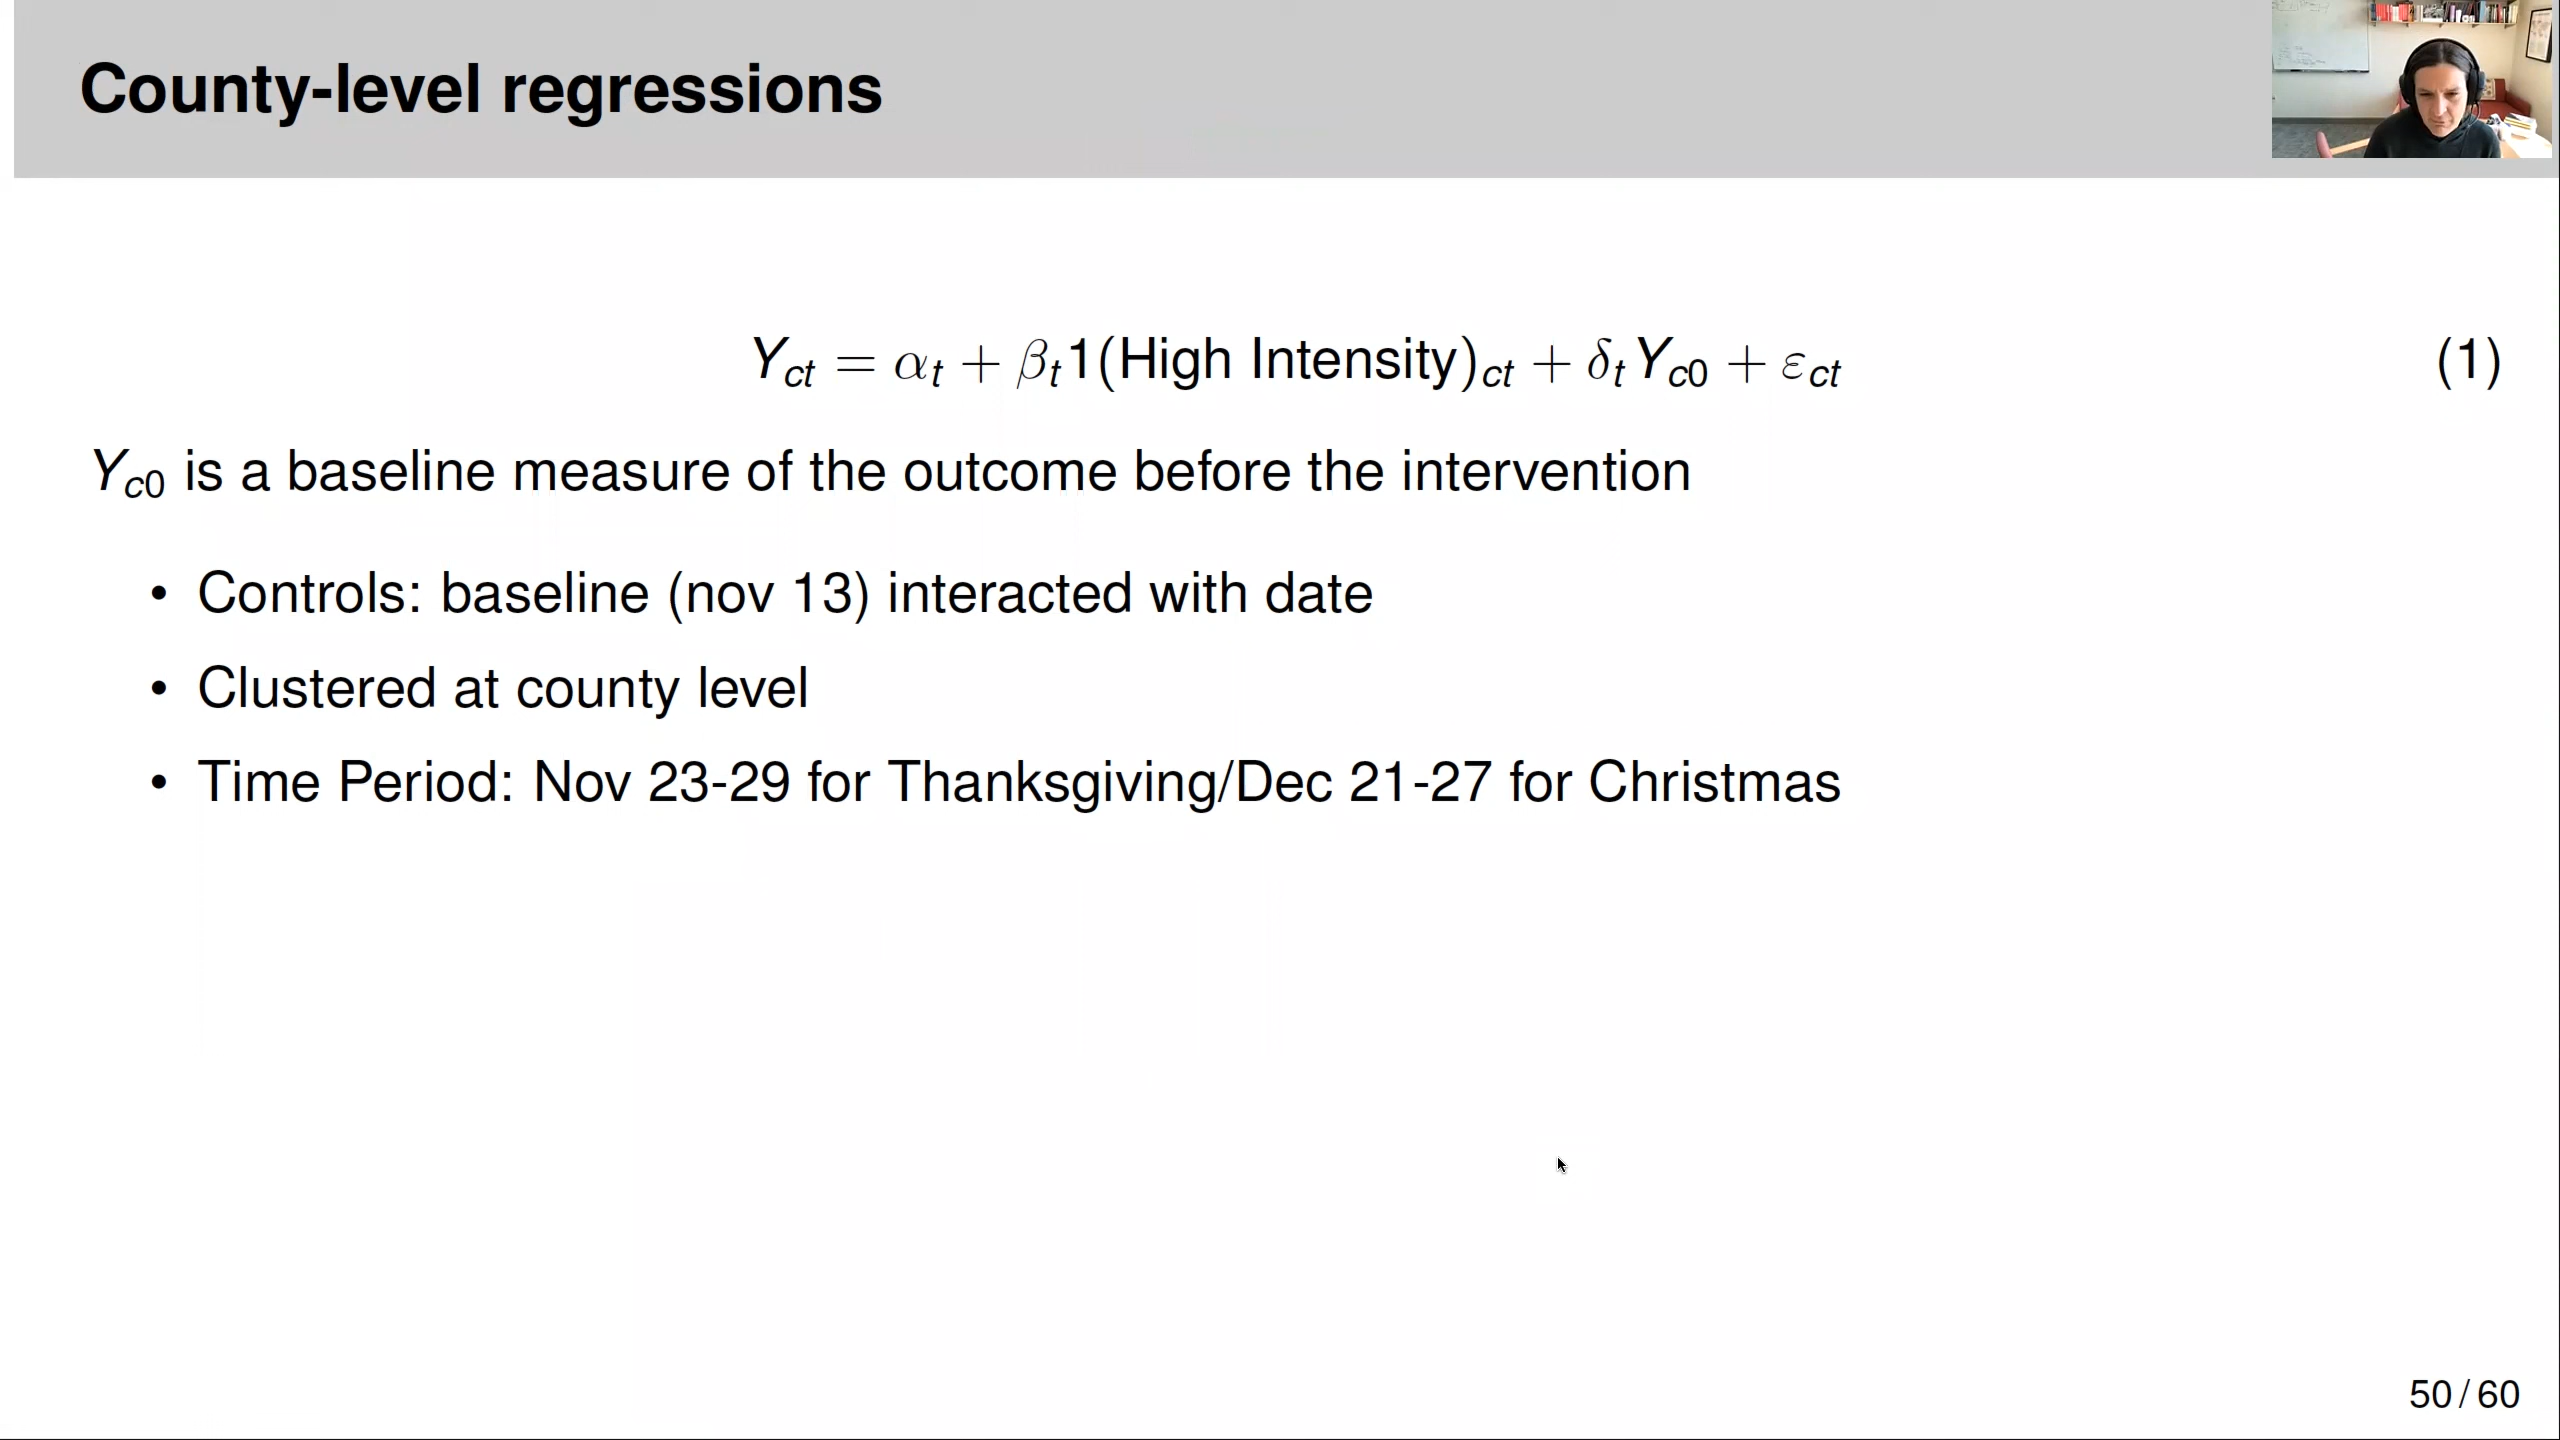 County-level regressions
Y_ct = α_t + β_t 1(High Intensity)_ct + δ_t Y_c0 + ε_ct (1)
Y_c0 is a baseline measure of the outcome before the intervention
• Controls: baseline (nov 13) interacted with date
• Clustered at county level
• Time Period: Nov 23-29 for Thanksgiving/Dec 21-27 for Christmas
50 / 60